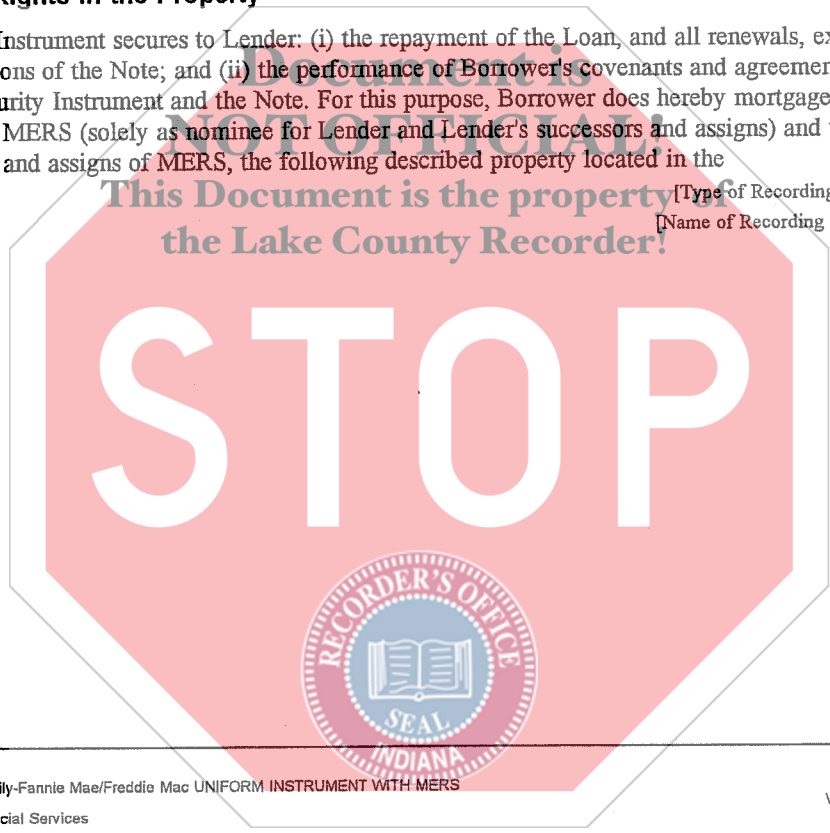 Rights in the Property
Instrument secures to Lender: (i) the repayment of the Loan, and all renewals, ex
ons of the Note; and (ii) the performance of Borrower's covenants and agreemen
urity Instrument and the Note. For this purpose, Borrower does hereby mortgage
MERS (solely as nominee for Lender and Lender's successors and assigns) and
and assigns of MERS, the following described property located in the
[Type of Recording
[Name of Recording
Document is
NOT OFFICIAL!
This Document is the property of
the Lake County Recorder!
STOP
RECORDER'S OFFICE
SEAL
INDIANA
ily-Fannie Mae/Freddie Mac UNIFORM INSTRUMENT WITH MERS
cial Services